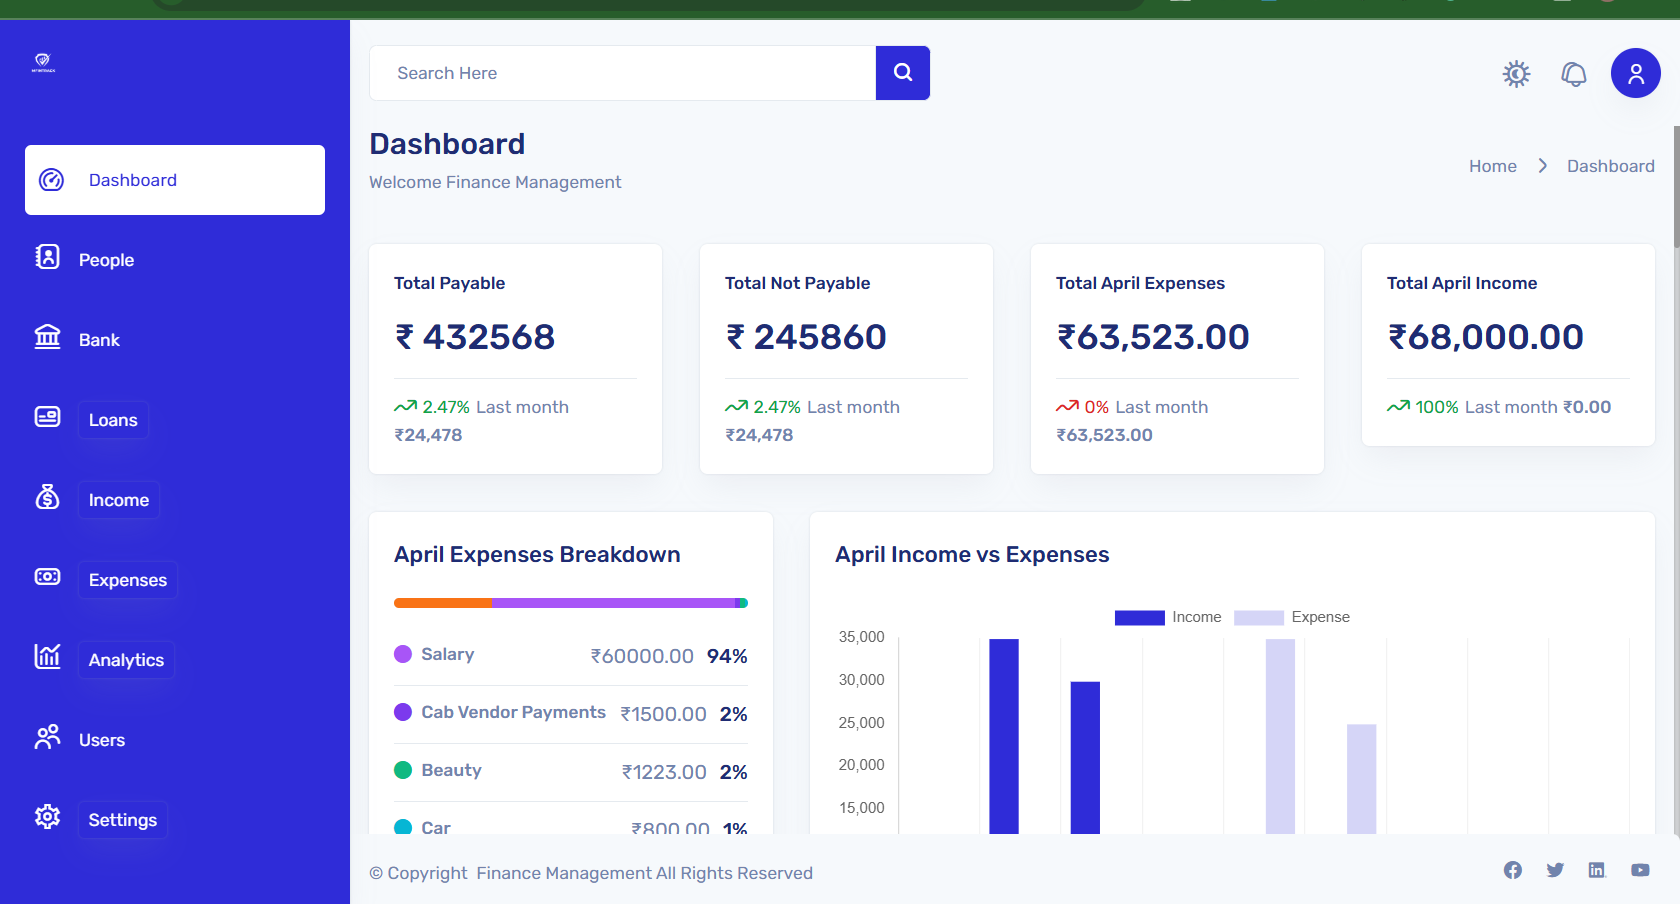 Search Here
Dashboard
Welcome Finance Management
Home Dashboard
Dashboard
People
Bank
Loans
Income
Expenses
Analytics
Users
Settings
Total Payable
₹ 432568
2.47% Last month
₹24,478
Total Not Payable
₹ 245860
2.47% Last month
₹24,478
Total April Expenses
₹63,523.00
0% Last month
₹63,523.00
Total April Income
₹68,000.00
100% Last month ₹0.00
April Expenses Breakdown
Salary ₹60000.00 94%
Cab Vendor Payments ₹1500.00 2%
Beauty ₹1223.00 2%
Car ₹800.00 1%
April Income vs Expenses
Income Expense
35,000
30,000
25,000
20,000
15,000
© Copyright Finance Management All Rights Reserved